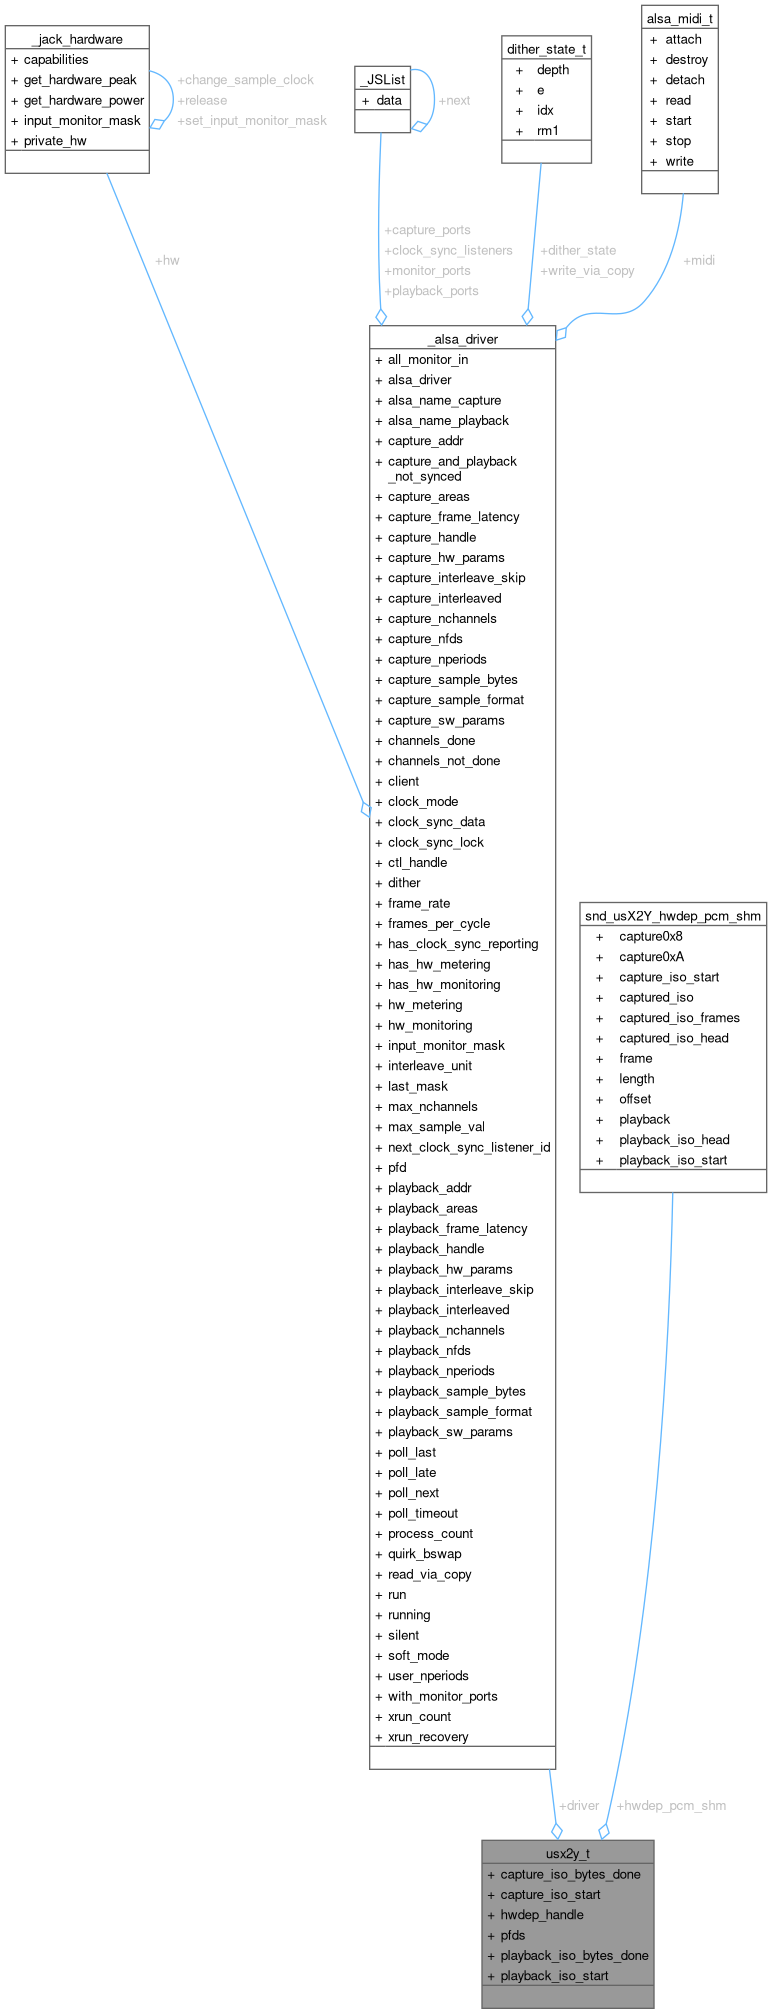 _jack_hardware
+ capabilities
+ get_hardware_peak
+ get_hardware_power
+ input_monitor_mask
+ private_hw
+change_sample_clock
+release
+set_input_monitor_mask
_JSList
+ data
+next
dither_state_t
+ depth
+ e
+ idx
+ rm1
alsa_midi_t
+ attach
+ destroy
+ detach
+ read
+ start
+ stop
+ write
+hw
+capture_ports
+clock_sync_listeners
+monitor_ports
+playback_ports
+dither_state
+write_via_copy
+midi
_alsa_driver
+ all_monitor_in
+ alsa_driver
+ alsa_name_capture
+ alsa_name_playback
+ capture_addr
+ capture_and_playback
_not_synced
+ capture_areas
+ capture_frame_latency
+ capture_handle
+ capture_hw_params
+ capture_interleave_skip
+ capture_interleaved
+ capture_nchannels
+ capture_nfds
+ capture_nperiods
+ capture_sample_bytes
+ capture_sample_format
+ capture_sw_params
+ channels_done
+ channels_not_done
+ client
+ clock_mode
+ clock_sync_data
+ clock_sync_lock
+ ctl_handle
+ dither
+ frame_rate
+ frames_per_cycle
+ has_clock_sync_reporting
+ has_hw_metering
+ has_hw_monitoring
+ hw_metering
+ hw_monitoring
+ input_monitor_mask
+ interleave_unit
+ last_mask
+ max_nchannels
+ max_sample_val
+ next_clock_sync_listener_id
+ pfd
+ playback_addr
+ playback_areas
+ playback_frame_latency
+ playback_handle
+ playback_hw_params
+ playback_interleave_skip
+ playback_interleaved
+ playback_nchannels
+ playback_nfds
+ playback_nperiods
+ playback_sample_bytes
+ playback_sample_format
+ playback_sw_params
+ poll_last
+ poll_late
+ poll_next
+ poll_timeout
+ process_count
+ quirk_bswap
+ read_via_copy
+ run
+ running
+ silent
+ soft_mode
+ user_nperiods
+ with_monitor_ports
+ xrun_count
+ xrun_recovery
snd_usX2Y_hwdep_pcm_shm
+ capture0x8
+ capture0xA
+ capture_iso_start
+ captured_iso
+ captured_iso_frames
+ captured_iso_head
+ frame
+ length
+ offset
+ playback
+ playback_iso_head
+ playback_iso_start
+driver
+hwdep_pcm_shm
usx2y_t
+ capture_iso_bytes_done
+ capture_iso_start
+ hwdep_handle
+ pfds
+ playback_iso_bytes_done
+ playback_iso_start